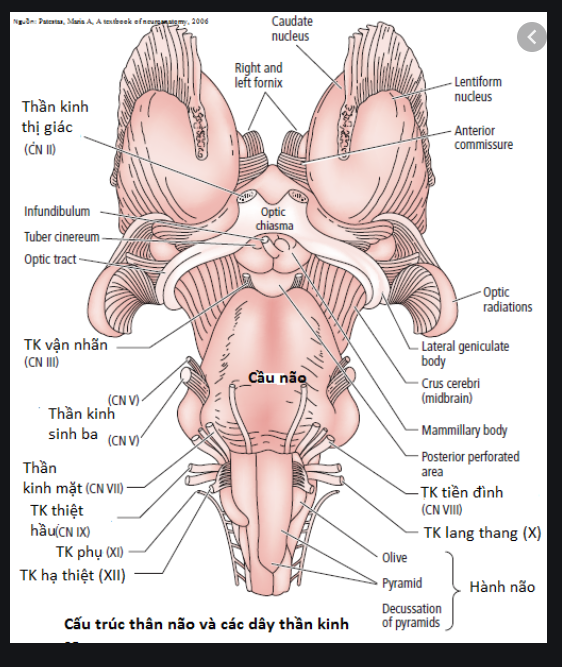 Nguồn: Patestas, Maria A, A textbook of neuroanatomy, 2006
Caudate
nucleus
Right and
left fornix
Lentiform
nucleus
Thần kinh
thị giác
(CN II)
Anterior
commissure
Infundibulum
Optic
chiasma
Tuber cinereum
Optic tract
Optic
radiations
TK vận nhãn
(CN III)
Lateral geniculate
body
Cầu não
Crus cerebri
(midbrain)
(CN V)
Thần kinh
sinh ba (CN V)
Mammillary body
Posterior perforated
area
Thần
kinh mặt (CN VII)
TK tiền đình
(CN VIII)
TK thiệt
hầu(CN IX)
TK lang thang (X)
TK phụ (XI)
Olive
TK hạ thiệt (XII)
Pyramid
Hành não
Decussation
of pyramids
Cấu trúc thân não và các dây thần kinh